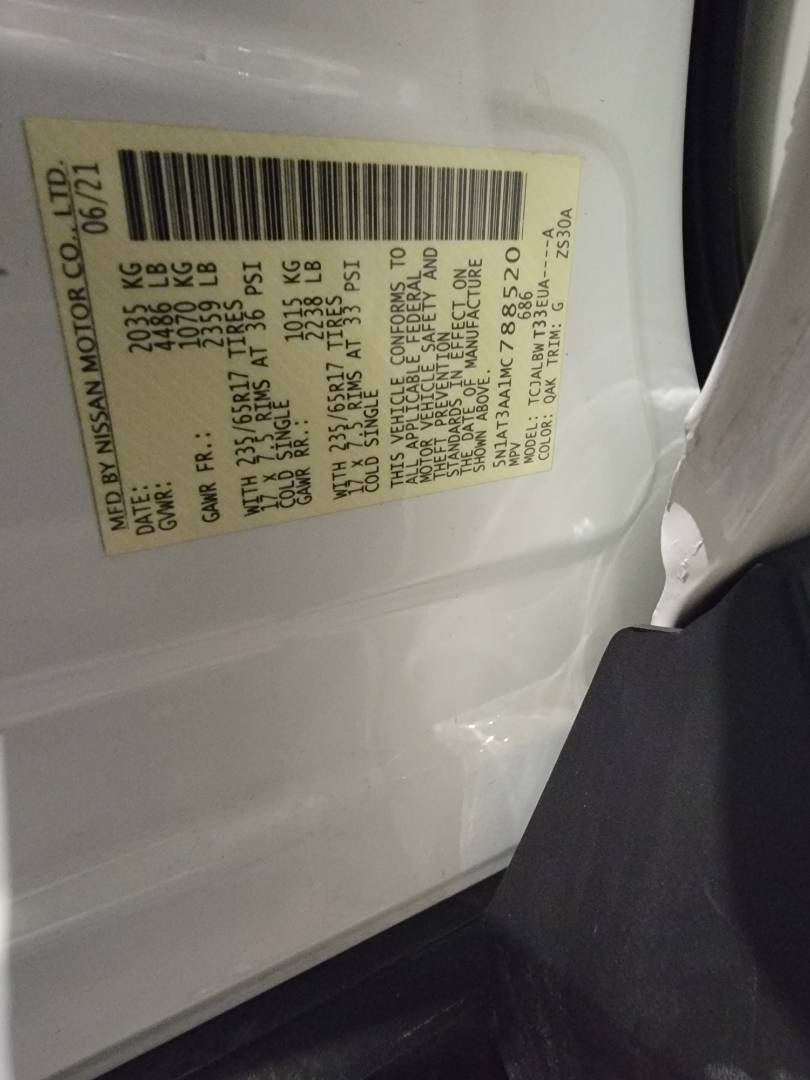 MFD BY NISSAN MOTOR CO., LTD.
DATE: 06/21
GVWR: 2035 KG
4486 LB
GAWR FR.: 1070 KG
2359 LB
WITH 235/65R17 TIRES
17 X 7.5 RIMS AT 36 PSI
COLD SINGLE
GAWR RR.: 1015 KG
2238 LB
WITH 235/65R17 TIRES
17 X 7.5 RIMS AT 33 PSI
COLD SINGLE
THIS VEHICLE CONFORMS TO
ALL APPLICABLE FEDERAL
MOTOR VEHICLE SAFETY AND
THEFT PREVENTION
STANDARDS IN EFFECT ON
THE DATE OF MANUFACTURE
SHOWN ABOVE.
5N1AT3AA1MC788520
MPV 686
MODEL: TCJALBWT33EUA----A
COLOR: QAK TRIM: G ZS30A